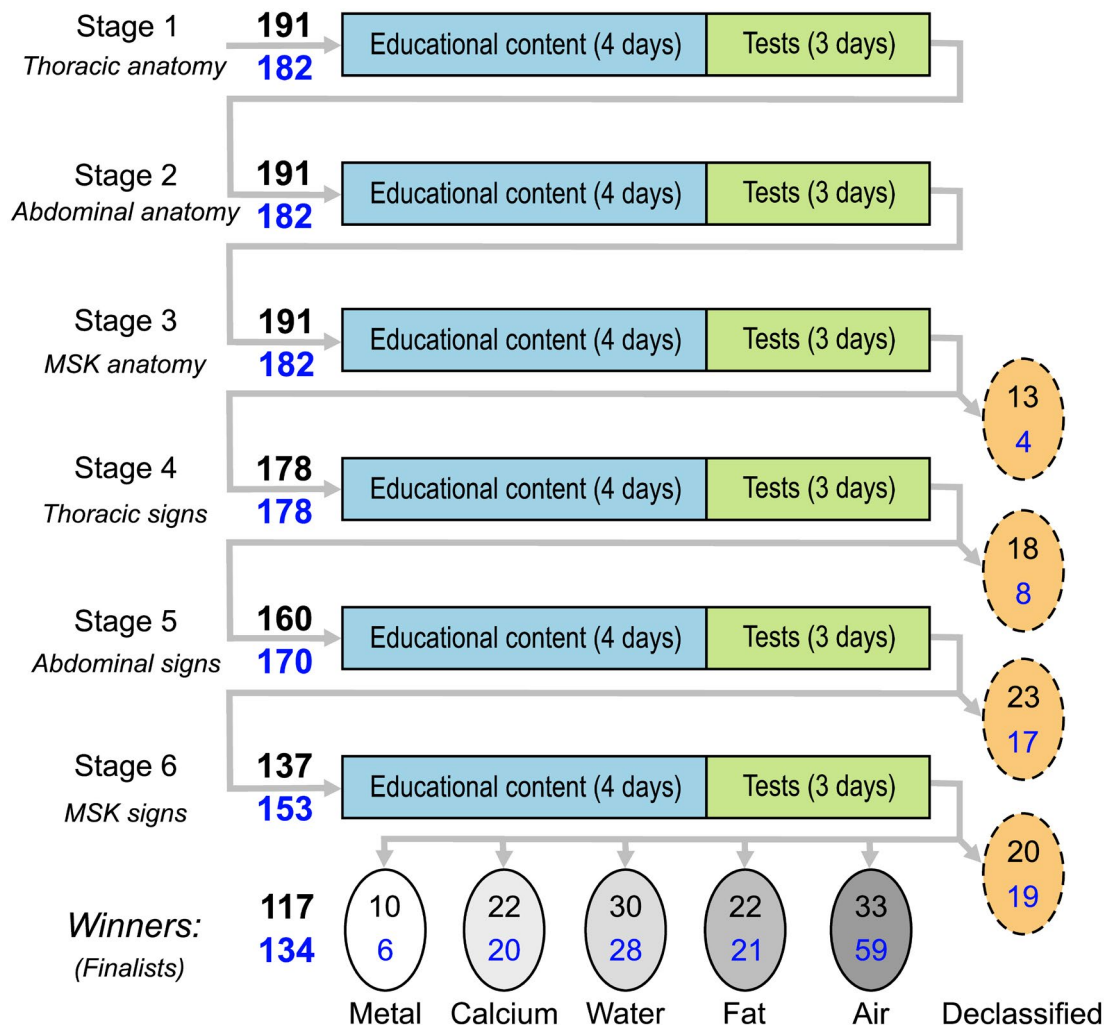 Stage 1
Thoracic anatomy
191
182
Educational content (4 days)
Tests (3 days)
Stage 2
Abdominal anatomy
191
182
Educational content (4 days)
Tests (3 days)
Stage 3
MSK anatomy
191
182
Educational content (4 days)
Tests (3 days)
13
4
Stage 4
Thoracic signs
178
178
Educational content (4 days)
Tests (3 days)
18
8
Stage 5
Abdominal signs
160
170
Educational content (4 days)
Tests (3 days)
23
17
Stage 6
MSK signs
137
153
Educational content (4 days)
Tests (3 days)
20
19
Winners:
(Finalists)
117
134
10
6
22
20
30
28
22
21
33
59
Metal
Calcium
Water
Fat
Air
Declassified